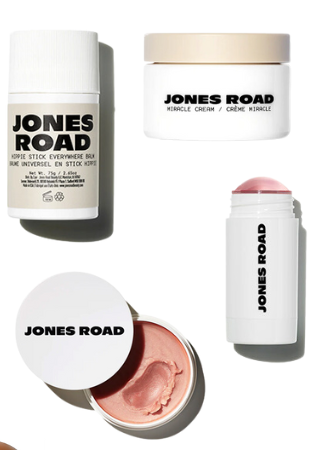 JONES
ROAD
HIPPIE STICK EVERYWHERE BALM
BAUME UNIVERSEL EN STICK HIPPIE
Net Wt. 75g / 2.65oz
JONES ROAD
MIRACLE CREAM / CRÈME MIRACLE
JONES ROAD
JONES ROAD